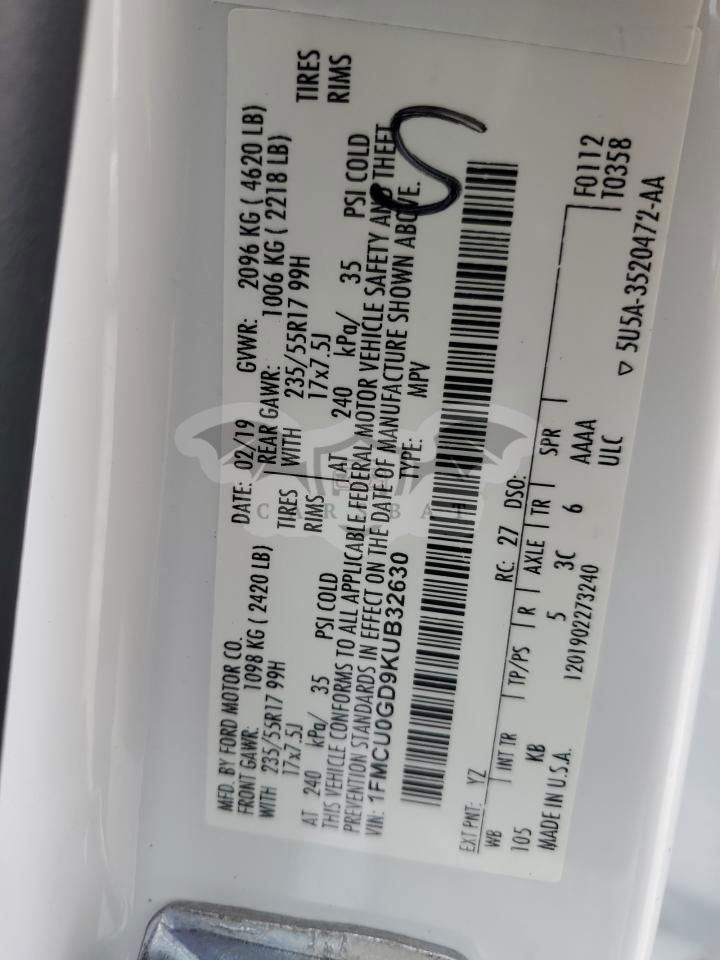 MFD. BY FORD MOTOR CO.
DATE: 02/19 GVWR: 2096 KG ( 4620 LB)
FRONT GAWR: 1098 KG ( 2420 LB) REAR GAWR: 1006 KG ( 2218 LB)
WITH 235/55R17 99H TIRES WITH 235/55R17 99H TIRES
17x7.5J RIMS 17x7.5J RIMS
AT 240 kPa/ 35 PSI COLD AT 240 kPa/ 35 PSI COLD
THIS VEHICLE CONFORMS TO ALL APPLICABLE FEDERAL MOTOR VEHICLE SAFETY AND THEFT
PREVENTION STANDARDS IN EFFECT ON THE DATE OF MANUFACTURE SHOWN ABOVE.
VIN: 1FMCU0GD9KUB32630 TYPE: MPV
EXT PNT: YZ RC: 27 DSO: F0112
WB INT TR TP/PS R AXLE TR SPR T0358
105 KB 5 3C 6 AAAA
MADE IN U.S.A. 1201902273240 ULC
▽ 5U5A-3520472-AA
CARSBAT